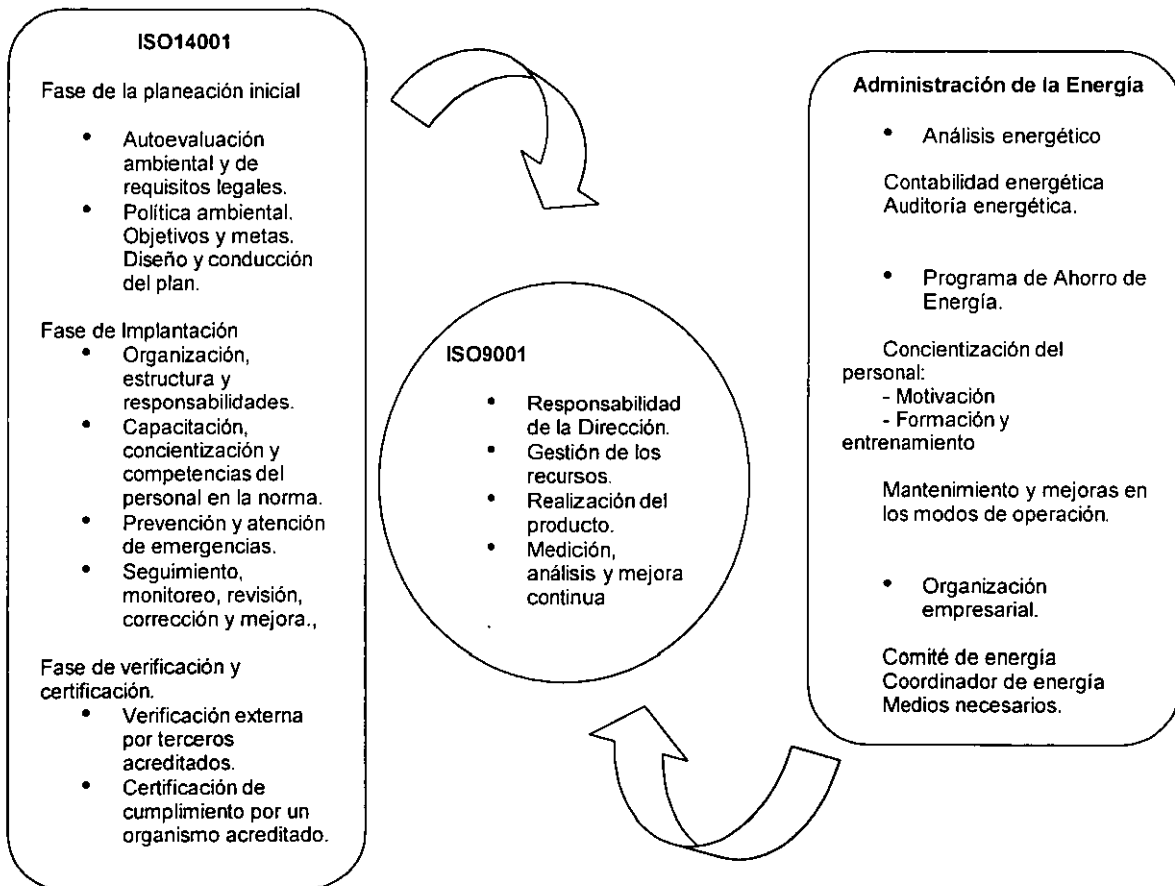 ISO14001
Fase de la planeación inicial
• Autoevaluación
ambiental y de
requisitos legales.
• Política ambiental.
Objetivos y metas.
Diseño y conducción
del plan.
Fase de Implantación
• Organización,
estructura y
responsabilidades.
• Capacitación,
concientización y
competencias del
personal en la norma.
• Prevención y atención
de emergencias.
• Seguimiento,
monitoreo, revisión,
corrección y mejora.,
Fase de verificación y
certificación.
• Verificación externa
por terceros
acreditados.
• Certificación de
cumplimiento por un
organismo acreditado.
ISO9001
• Responsabilidad
de la Dirección.
• Gestión de los
recursos.
• Realización del
producto.
• Medición,
análisis y mejora
continua
Administración de la Energía
• Análisis energético
Contabilidad energética
Auditoría energética.
• Programa de Ahorro de
Energía.
Concientización del
personal:
- Motivación
- Formación y
entrenamiento
Mantenimiento y mejoras en
los modos de operación.
• Organización
empresarial.
Comité de energía
Coordinador de energía
Medios necesarios.